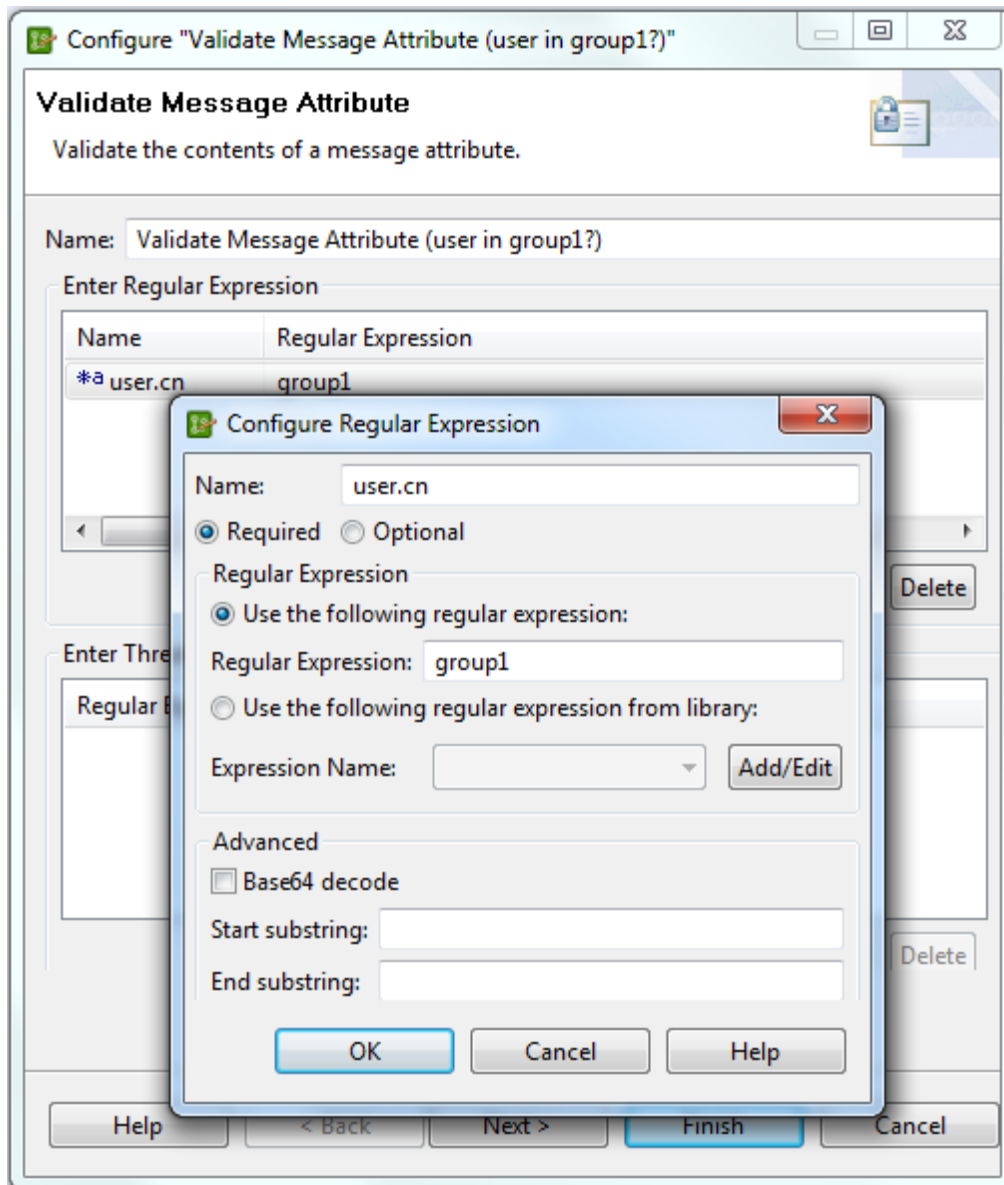 Configure "Validate Message Attribute (user in group1?)"
Validate Message Attribute
Validate the contents of a message attribute.
Name: Validate Message Attribute (user in group1?)
Enter Regular Expression
Name Regular Expression
*a user.cn group1
Configure Regular Expression
Name: user.cn
Required Optional
Regular Expression
Delete
Use the following regular expression:
Enter Thre
Regular Expression: group1
Regular E
Use the following regular expression from library:
Expression Name: Add/Edit
Advanced
Base64 decode
Start substring:
Delete
End substring:
OK Cancel Help
Help < Back Next > Finish Cancel